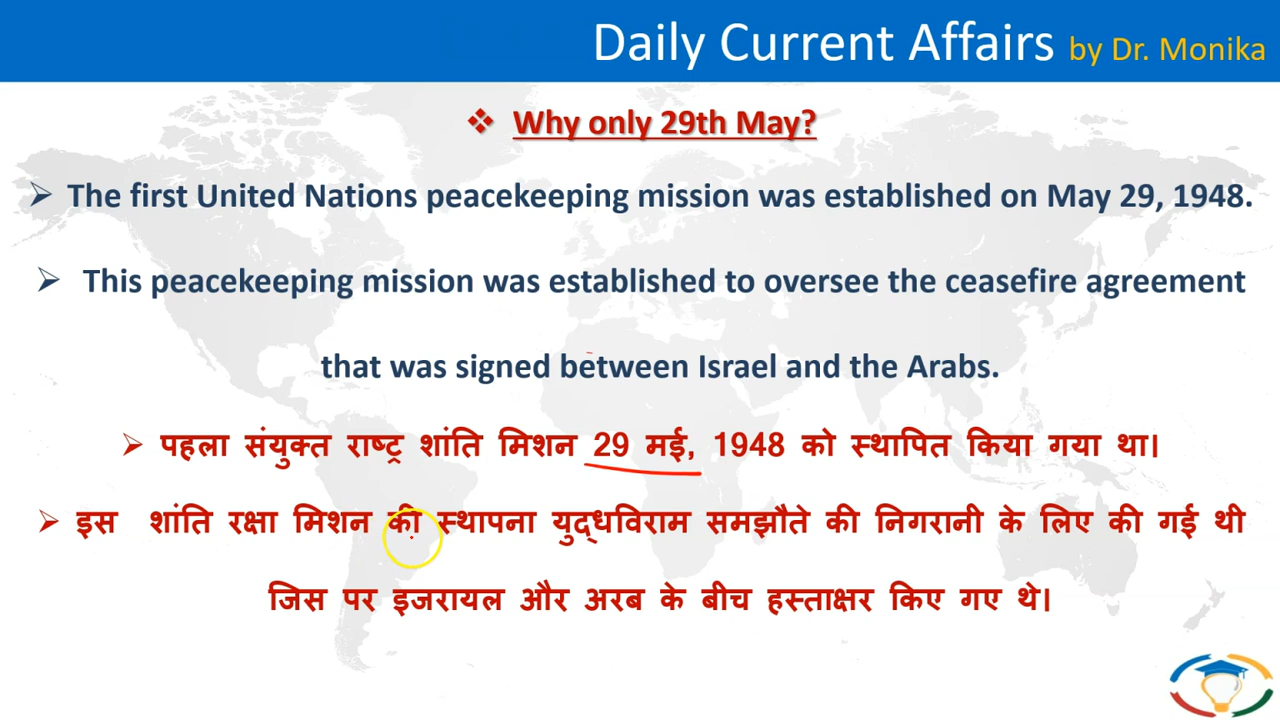 Daily Current Affairs by Dr. Monika
❖ Why only 29th May?
➢ The first United Nations peacekeeping mission was established on May 29, 1948.
➢ This peacekeeping mission was established to oversee the ceasefire agreement
that was signed between Israel and the Arabs.
➢ पहला संयुक्त राष्ट्र शांति मिशन 29 मई, 1948 को स्थापित किया गया था।
➢ इस शांति रक्षा मिशन की स्थापना युद्धविराम समझौते की निगरानी के लिए की गई थी
जिस पर इजरायल और अरब के बीच हस्ताक्षर किए गए थे।